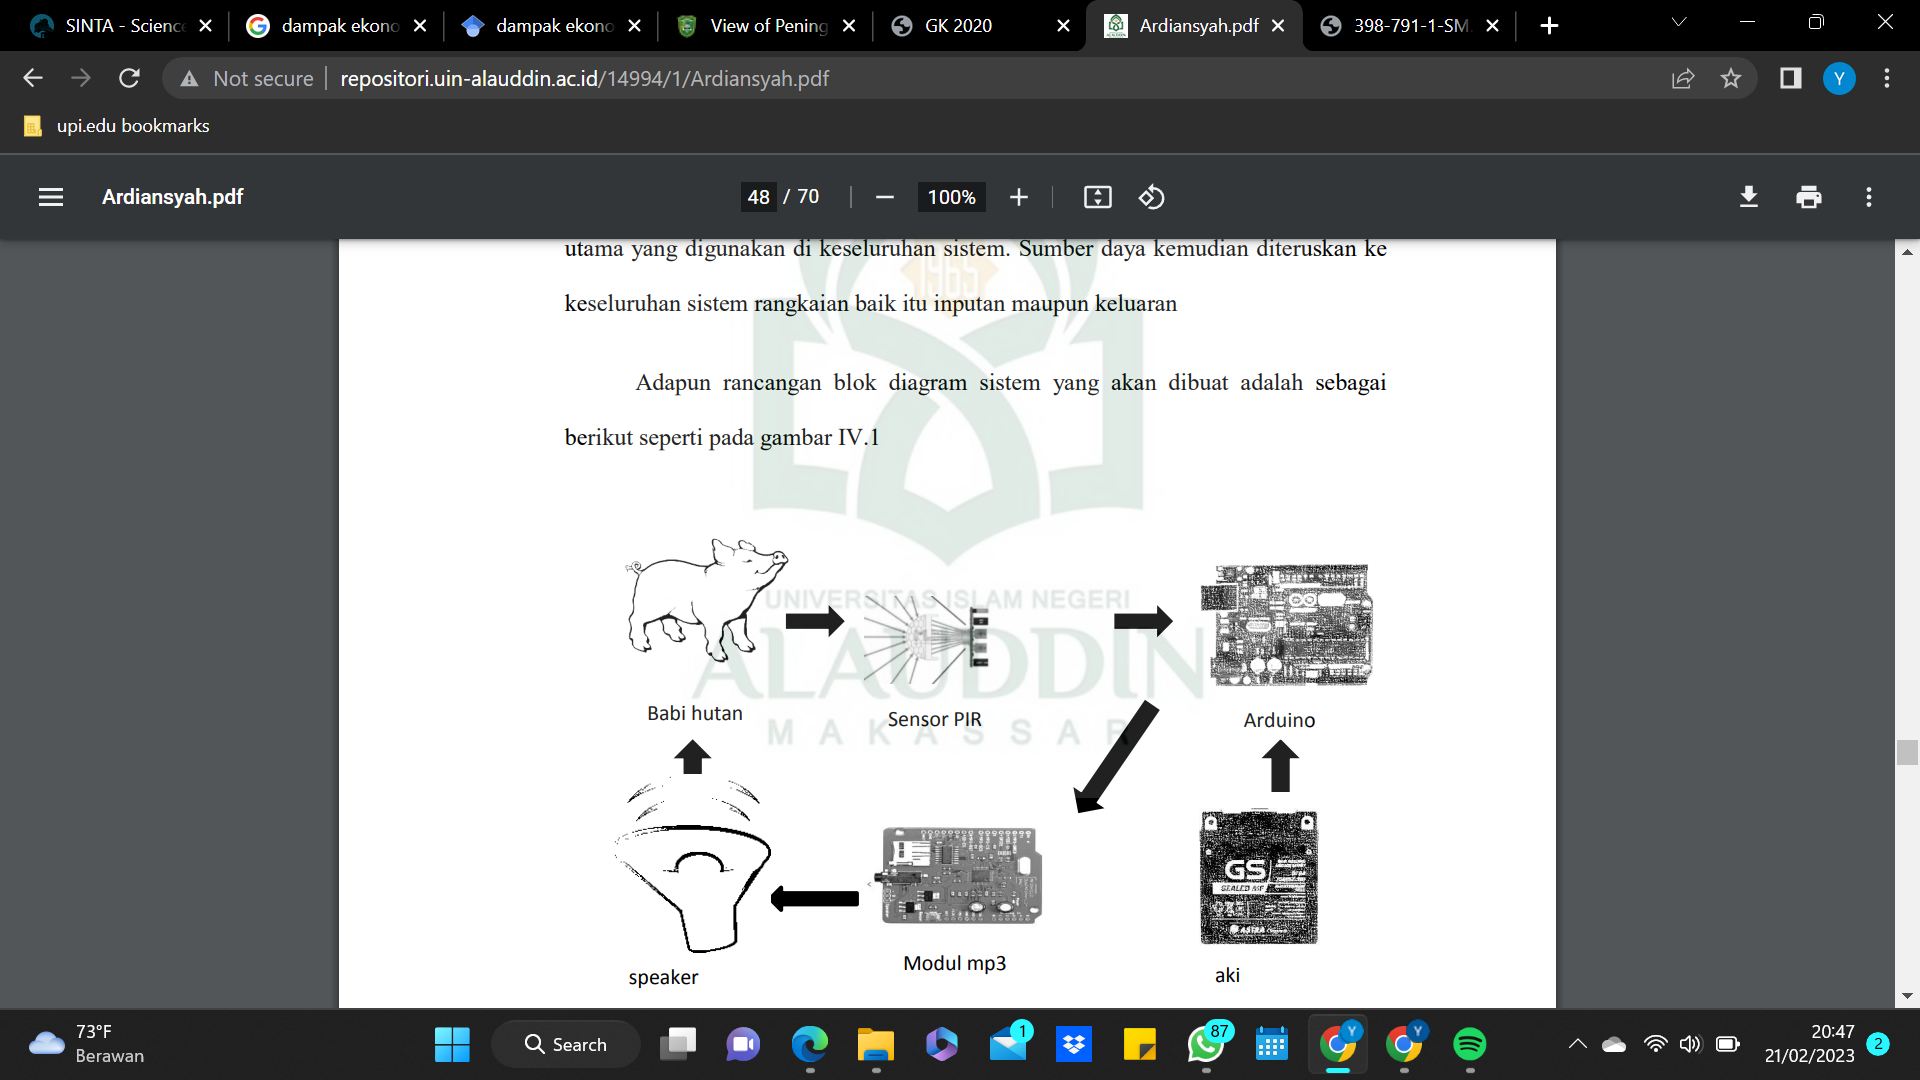 SINTA - Science
dampak ekono
dampak ekono
View of Pening
GK 2020
Ardiansyah.pdf
398-791-1-SM.
Not secure
repositori.uin-alauddin.ac.id/14994/1/Ardiansyah.pdf
Y
upi.edu bookmarks
Ardiansyah.pdf
48 / 70
100%
1965
utama yang digunakan di keseluruhan sistem. Sumber daya kemudian diteruskan ke
keseluruhan sistem rangkaian baik itu inputan maupun keluaran
Adapun rancangan blok diagram sistem yang akan dibuat adalah sebagai
berikut seperti pada gambar IV.1
UNIVERSITAS ISLAM NEGERI
ALAUDDIN
MAKASSAR
Babi hutan
Sensor PIR
Arduino
GS
SEALED MF
ASTRA
speaker
Modul mp3
aki
73°F
Berawan
Search
1
87
Y
Y
20:47
21/02/2023
2